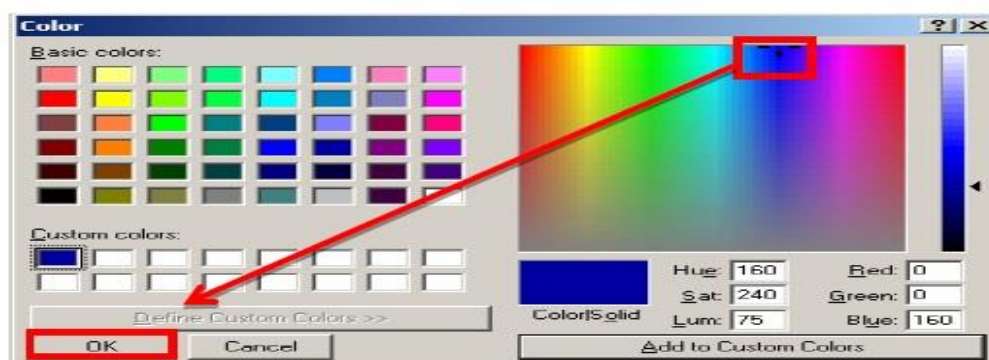 Color
? ×
Basic colors:
Custom colors:
Define Custom Colors >>
OK Cancel
Color|Solid
Hue: 160 Red: 0
Sat: 240 Green: 0
Lum: 75 Blue: 160
Add to Custom Colors